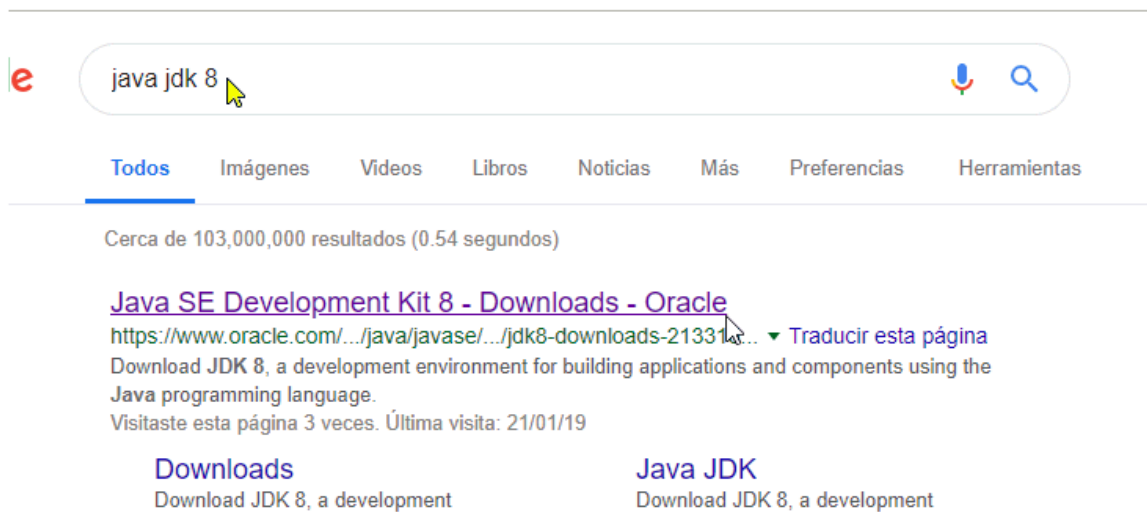 e
java jdk 8
Todos Imágenes Videos Libros Noticias Más Preferencias Herramientas
Cerca de 103,000,000 resultados (0.54 segundos)
Java SE Development Kit 8 - Downloads - Oracle
https://www.oracle.com/.../java/javase/.../jdk8-downloads-21331... ▼ Traducir esta página
Download JDK 8, a development environment for building applications and components using the
Java programming language.
Visitaste esta página 3 veces. Última visita: 21/01/19
Downloads Java JDK
Download JDK 8, a development Download JDK 8, a development